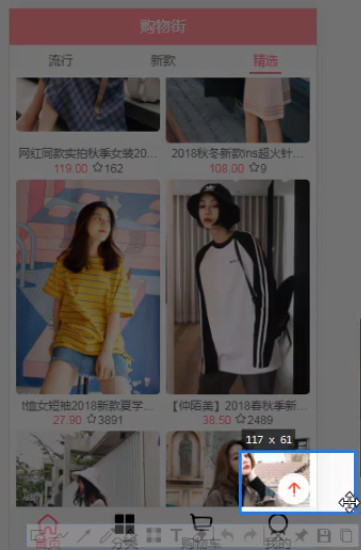 购物街
流行 新款 精选
网红同款实拍秋季女装20... 2018秋冬新款ins超火针...
119.00 ☆162 108.00 ☆9
t恤女短袖2018新款夏学... 【仲陌美】2018春秋季新...
27.90 ☆3891 38.50 ☆2489
117 x 61
首页 分类 购物车 我的